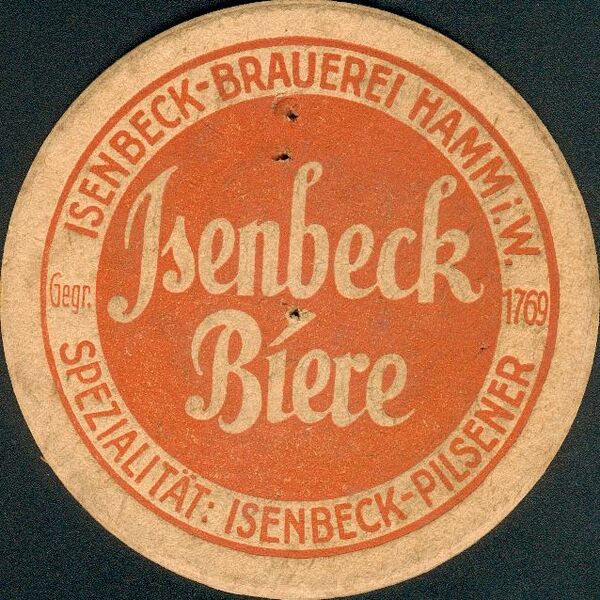 ISENBECK-BRAUEREI HAMM i.W.
Isenbeck
Biere
Gegr. 1769
SPEZIALITÄT: ISENBECK-PILSENER